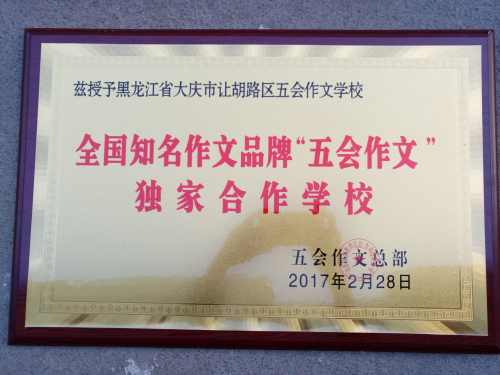 兹授予黑龙江省大庆市让胡路区五会作文学校
全国知名作文品牌“五会作文”
独家合作学校
五会作文总部
2017年2月28日